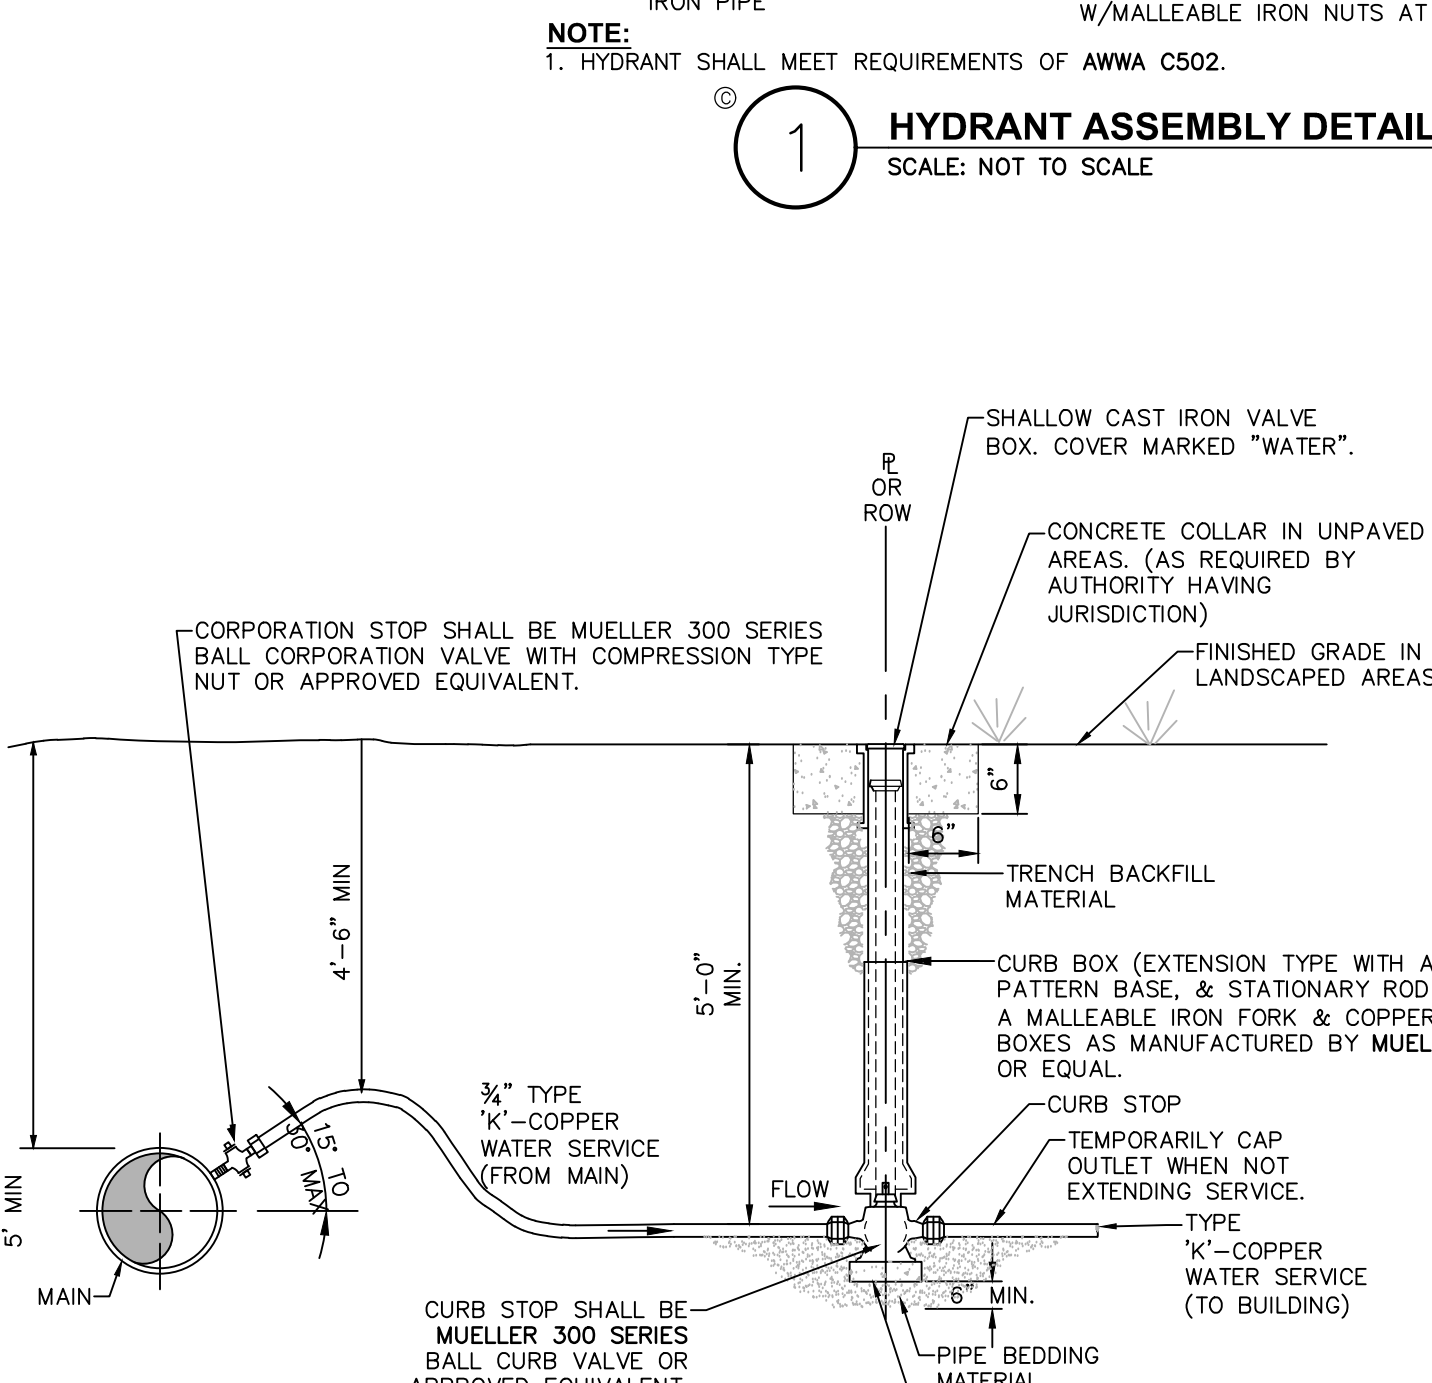 IRON PIPE
W/MALLEABLE IRON NUTS AT
NOTE:
1. HYDRANT SHALL MEET REQUIREMENTS OF AWWA C502.
©
1
HYDRANT ASSEMBLY DETAIL
SCALE: NOT TO SCALE
SHALLOW CAST IRON VALVE
BOX. COVER MARKED "WATER".
PL
OR
ROW
CONCRETE COLLAR IN UNPAVED
AREAS. (AS REQUIRED BY
AUTHORITY HAVING
JURISDICTION)
CORPORATION STOP SHALL BE MUELLER 300 SERIES
BALL CORPORATION VALVE WITH COMPRESSION TYPE
NUT OR APPROVED EQUIVALENT.
FINISHED GRADE IN
LANDSCAPED AREAS
6"
6"
TRENCH BACKFILL
MATERIAL
4'-6" MIN
5'-0"
MIN.
CURB BOX (EXTENSION TYPE WITH A
PATTERN BASE, & STATIONARY ROD
A MALLEABLE IRON FORK & COPPER
BOXES AS MANUFACTURED BY MUEL
OR EQUAL.
¾" TYPE
'K'-COPPER
WATER SERVICE
(FROM MAIN)
CURB STOP
TEMPORARILY CAP
OUTLET WHEN NOT
EXTENDING SERVICE.
15° TO
30° MAX
FLOW
5' MIN
TYPE
'K'-COPPER
WATER SERVICE
(TO BUILDING)
MAIN
6" MIN.
CURB STOP SHALL BE
MUELLER 300 SERIES
BALL CURB VALVE OR
APPROVED EQUIVALENT.
PIPE BEDDING
MATERIAL